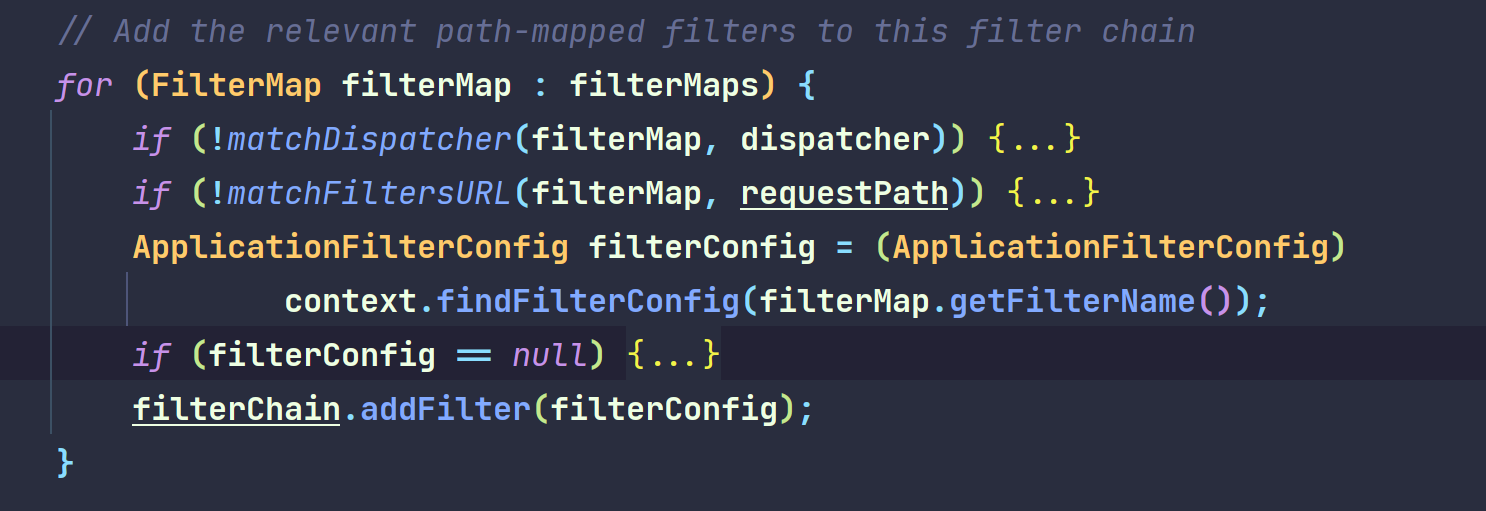 // Add the relevant path-mapped filters to this filter chain
for (FilterMap filterMap : filterMaps) {
if (!matchDispatcher(filterMap, dispatcher)) {...}
if (!matchFiltersURL(filterMap, requestPath)) {...}
ApplicationFilterConfig filterConfig = (ApplicationFilterConfig)
context.findFilterConfig(filterMap.getFilterName());
if (filterConfig == null) {...}
filterChain.addFilter(filterConfig);
}